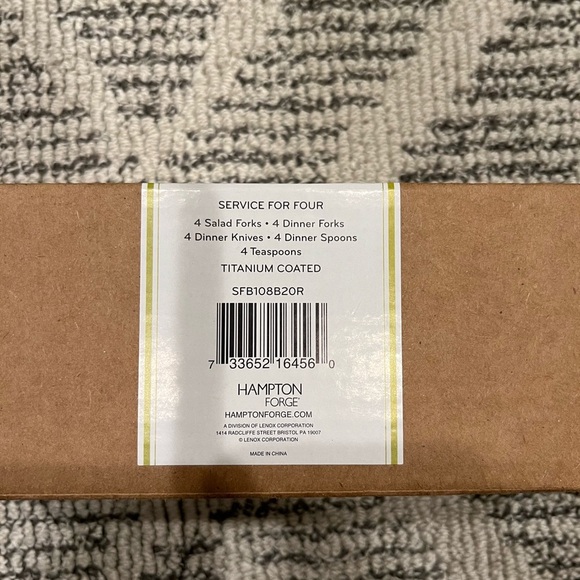 SERVICE FOR FOUR
4 Salad Forks • 4 Dinner Forks
4 Dinner Knives • 4 Dinner Spoons
4 Teaspoons
TITANIUM COATED
SFB108B20R
7 33652 16456 0
HAMPTON
FORGE®
HAMPTONFORGE.COM
A DIVISION OF LENOX CORPORATION
1414 RADCLIFFE STREET BRISTOL PA 19007
© LENOX CORPORATION
MADE IN CHINA